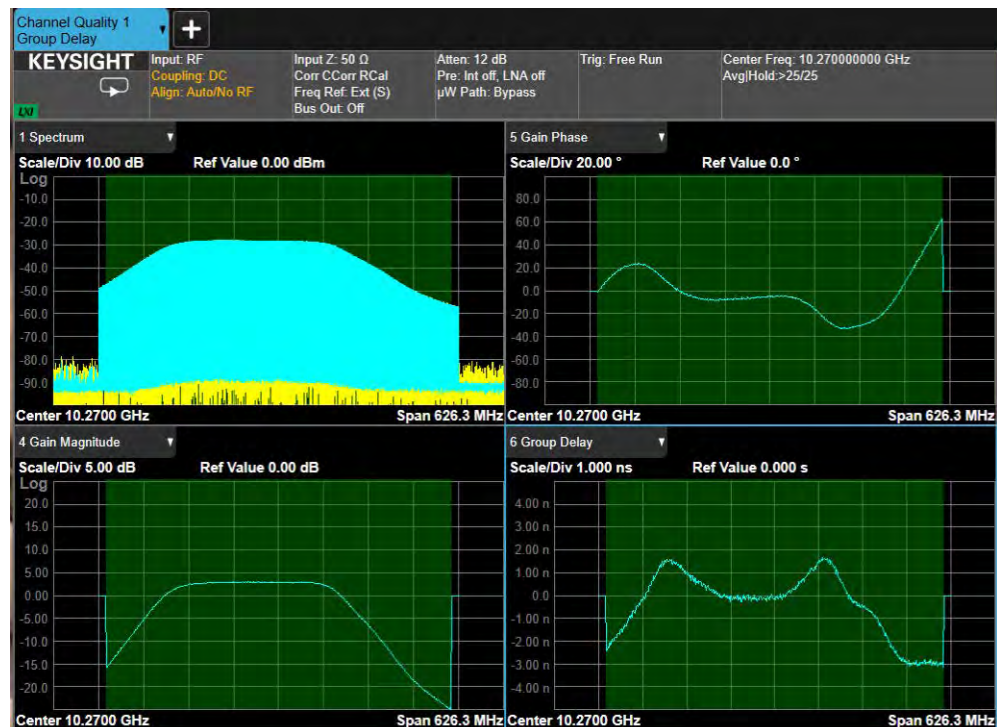 Channel Quality 1
Group Delay
+
KEYSIGHT
LXI
Input: RF
Coupling: DC
Align: Auto/No RF
Input Z: 50 Ω
Corr CCorr RCal
Freq Ref: Ext (S)
Bus Out: Off
Atten: 12 dB
Pre: Int off, LNA off
µW Path: Bypass
Trig: Free Run
Center Freq: 10.270000000 GHz
Avg|Hold:>25/25
1 Spectrum
Scale/Div 10.00 dB
Ref Value 0.00 dBm
Log
-10.0
-20.0
-30.0
-40.0
-50.0
-60.0
-70.0
-80.0
-90.0
Center 10.2700 GHz
Span 626.3 MHz
5 Gain Phase
Scale/Div 20.00 °
Ref Value 0.0 °
80.0
60.0
40.0
20.0
0.0
-20.0
-40.0
-60.0
-80.0
Center 10.2700 GHz
Span 626.3 MHz
4 Gain Magnitude
Scale/Div 5.00 dB
Ref Value 0.00 dB
Log
20.0
15.0
10.0
5.00
0.00
-5.00
-10.0
-15.0
-20.0
Center 10.2700 GHz
Span 626.3 MHz
6 Group Delay
Scale/Div 1.000 ns
Ref Value 0.000 s
4.00 n
3.00 n
2.00 n
1.00 n
0.0
-1.00 n
-2.00 n
-3.00 n
-4.00 n
Center 10.2700 GHz
Span 626.3 MHz